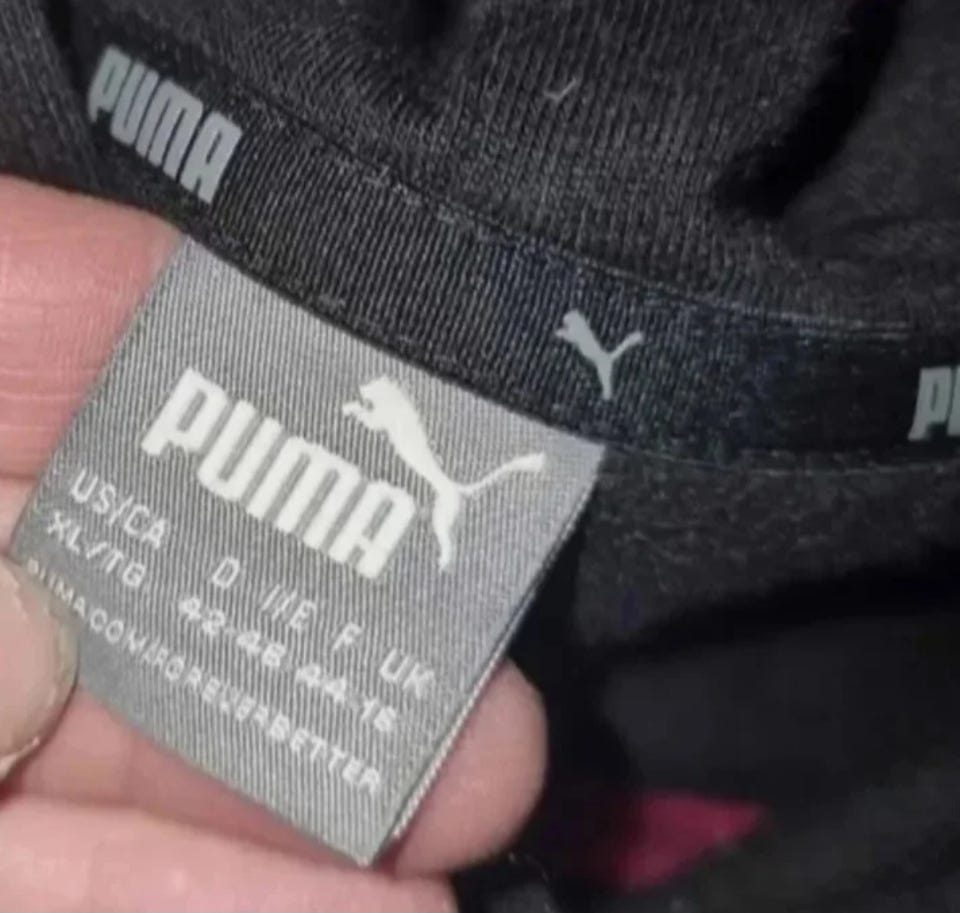 PUMA
PUMA
US/CA D I/E F UK
XL/TG 42 46 44 16
PUMA.COM/FOREVERBETTER